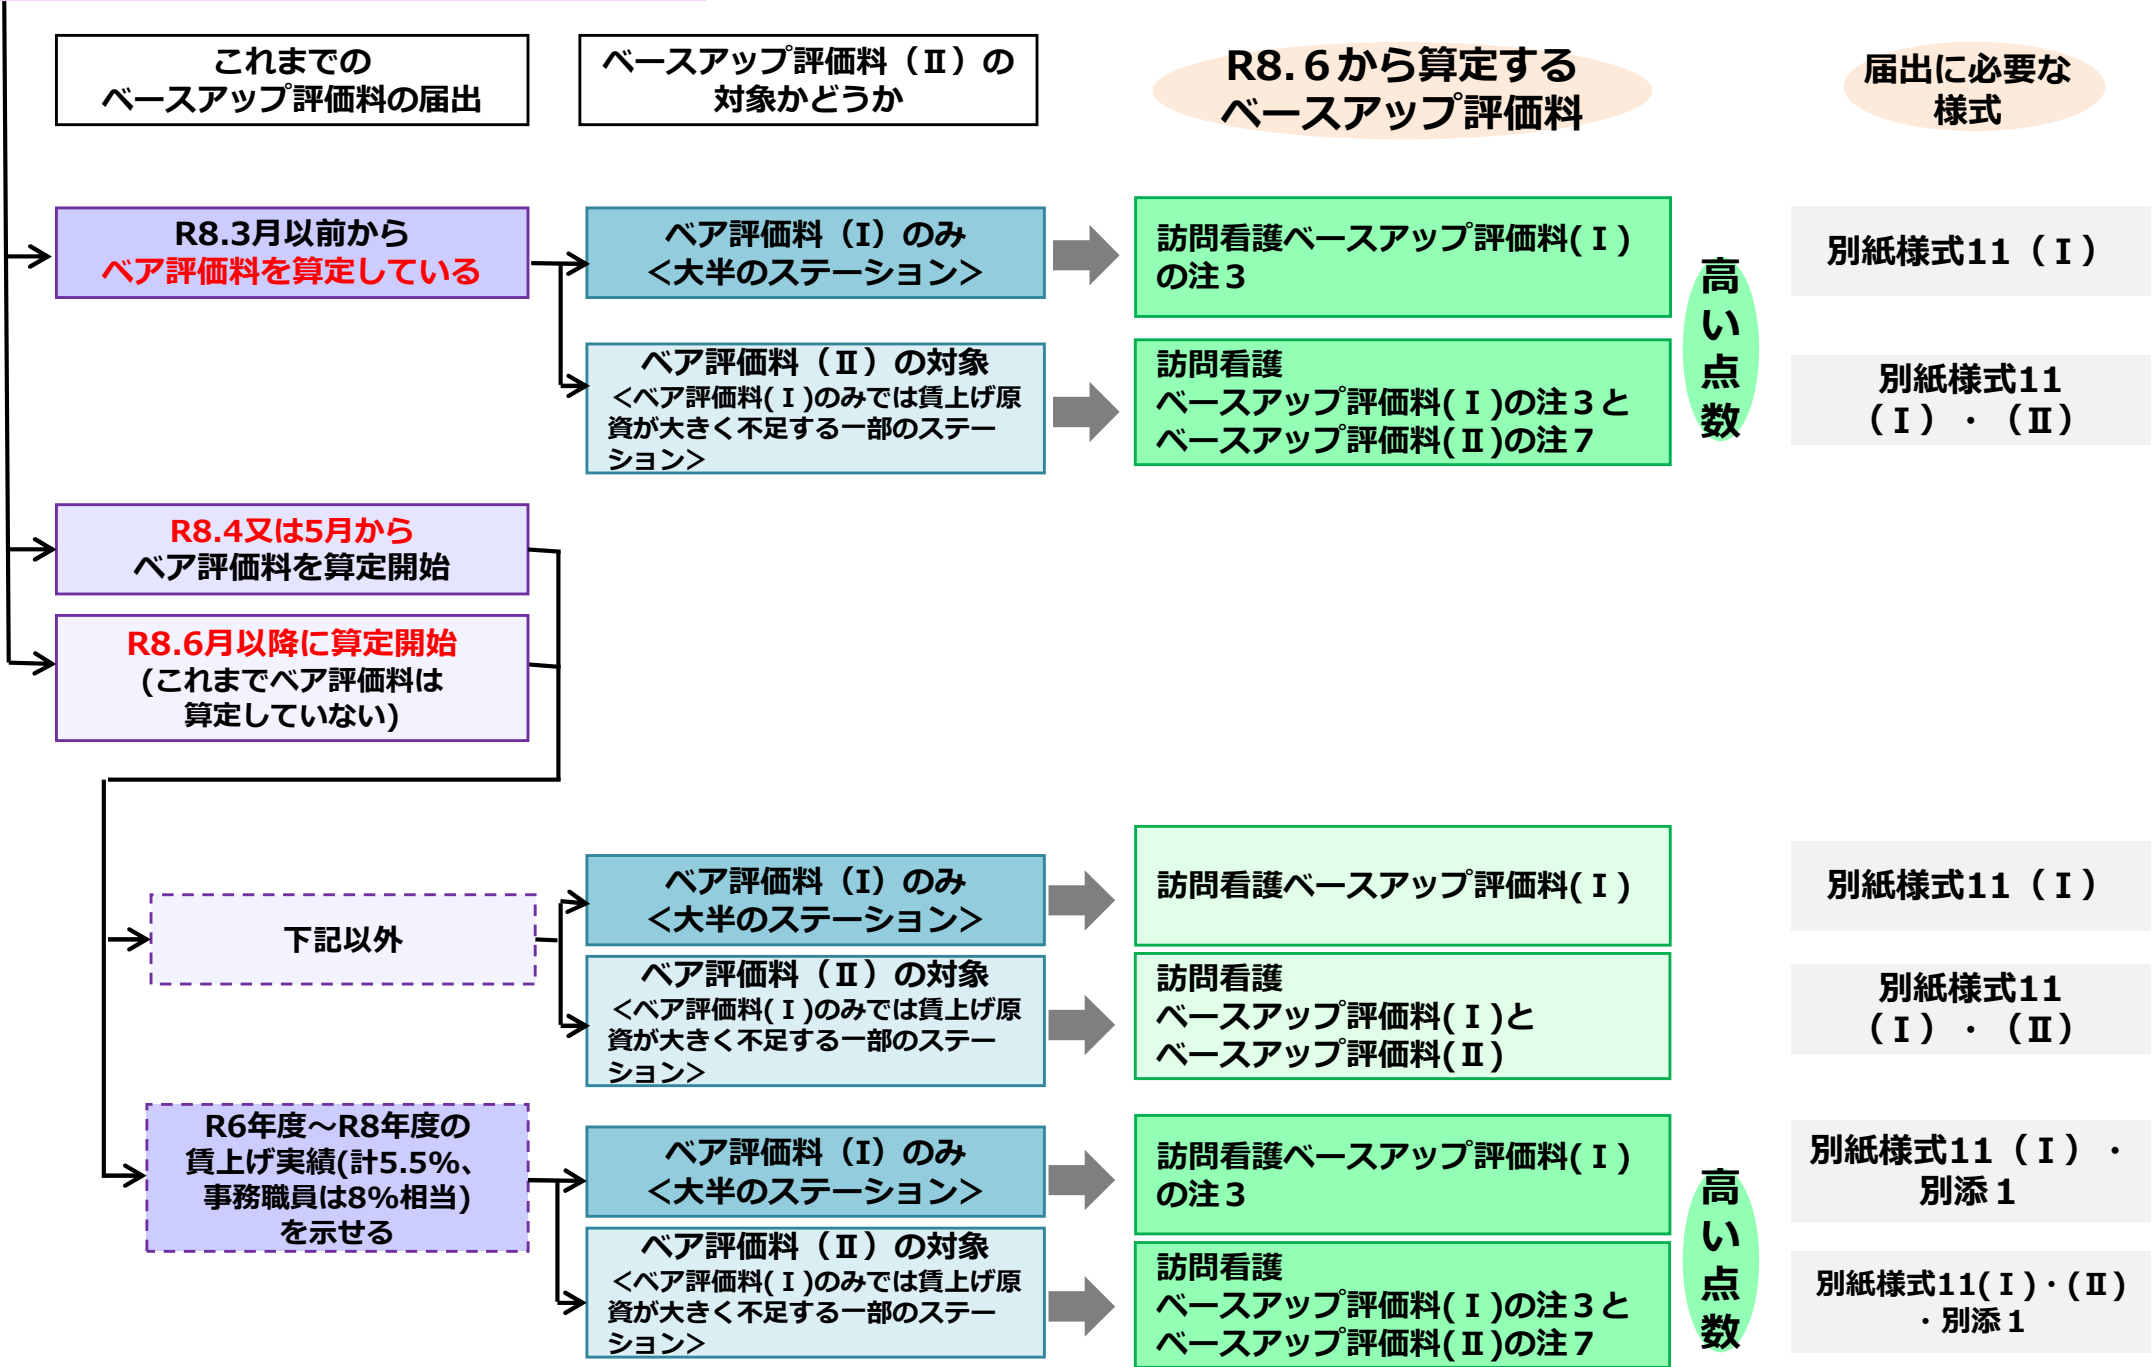 これまでの
ベースアップ評価料の届出
ベースアップ評価料（Ⅱ）の
対象かどうか
R8.６から算定する
ベースアップ評価料
届出に必要な
様式
R8.3月以前から
ベア評価料を算定している
ベア評価料（I）のみ
＜大半のステーション＞
訪問看護ベースアップ評価料(Ⅰ)
の注３
別紙様式11（Ⅰ）
ベア評価料（Ⅱ）の対象
＜ベア評価料(Ⅰ)のみでは賃上げ原
資が大きく不足する一部のステー
ション＞
訪問看護
ベースアップ評価料(Ⅰ)の注３と
ベースアップ評価料(Ⅱ)の注７
高
い
点
数
別紙様式11
（Ⅰ）・（Ⅱ）
R8.4又は5月から
ベア評価料を算定開始
R8.6月以降に算定開始
(これまでベア評価料は
算定していない)
下記以外
ベア評価料（I）のみ
＜大半のステーション＞
訪問看護ベースアップ評価料(Ⅰ)
別紙様式11（Ⅰ）
ベア評価料（Ⅱ）の対象
＜ベア評価料(Ⅰ)のみでは賃上げ原
資が大きく不足する一部のステー
ション＞
訪問看護
ベースアップ評価料(Ⅰ)と
ベースアップ評価料(Ⅱ)
別紙様式11
（Ⅰ）・（Ⅱ）
R6年度～R8年度の
賃上げ実績(計5.5%、
事務職員は8%相当)
を示せる
ベア評価料（I）のみ
＜大半のステーション＞
訪問看護ベースアップ評価料(Ⅰ)
の注３
別紙様式11（Ⅰ）・
別添１
ベア評価料（Ⅱ）の対象
＜ベア評価料(Ⅰ)のみでは賃上げ原
資が大きく不足する一部のステー
ション＞
訪問看護
ベースアップ評価料(Ⅰ)の注３と
ベースアップ評価料(Ⅱ)の注７
高
い
点
数
別紙様式11(Ⅰ)・(Ⅱ)
・別添１